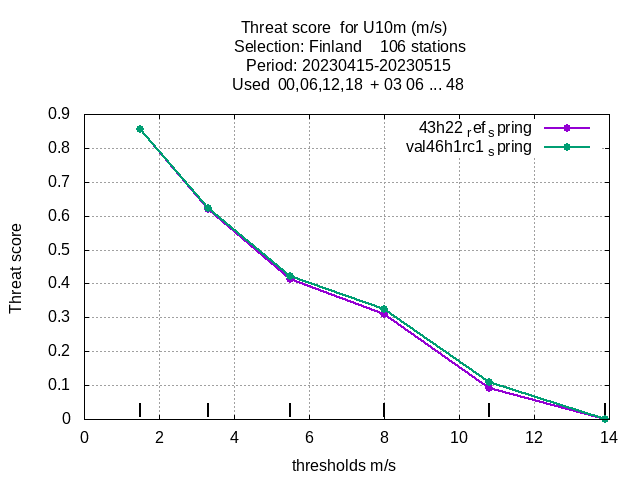 Threat score  for U10m (m/s)
Selection: Finland    106 stations
Period: 20230415-20230515
Used  00,06,12,18  + 03 06 ... 48
43h22 ref spring
val46h1rc1 spring
0.9
0.8
0.7
0.6
0.5
0.4
0.3
0.2
0.1
0
Threat score
0 2 4 6 8 10 12 14
thresholds m/s